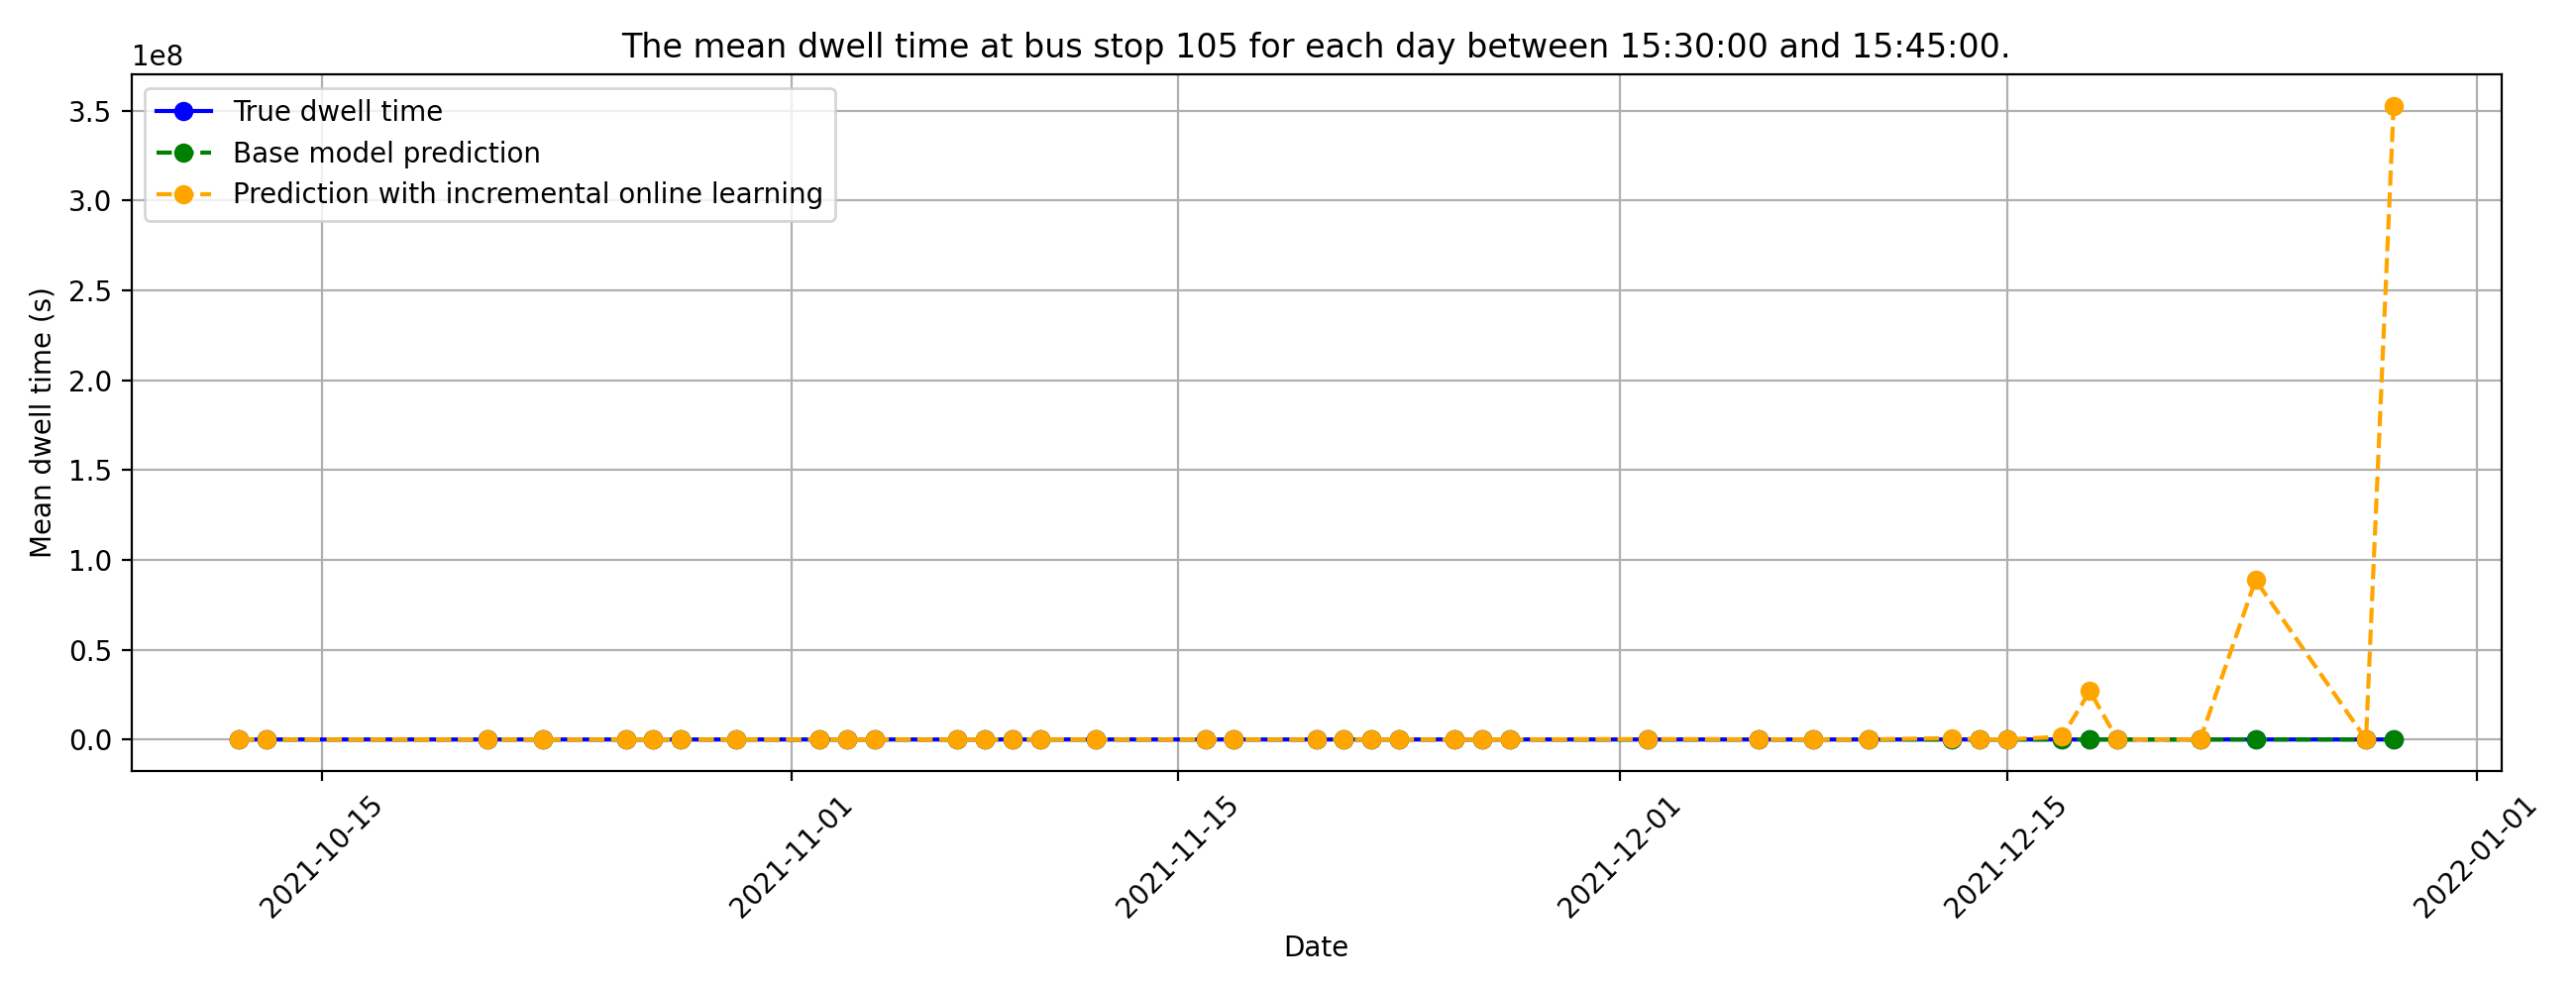 The mean dwell time at bus stop 105 for each day between 15:30:00 and 15:45:00.
1e8
True dwell time
Base model prediction
Prediction with incremental online learning
Mean dwell time (s)
3.5
3.0
2.5
2.0
1.5
1.0
0.5
0.0
2021-10-15
2021-11-01
2021-11-15
2021-12-01
2021-12-15
2022-01-01
Date